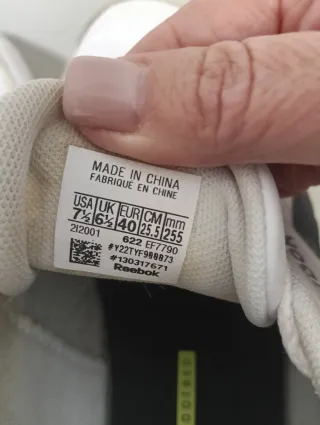 MADE IN CHINA
FABRIQUE EN CHINE
USA UK EUR CM mm
7½ 6½ 40 25.5 255
2I2001
622 EF7790
#130317671
Reebok